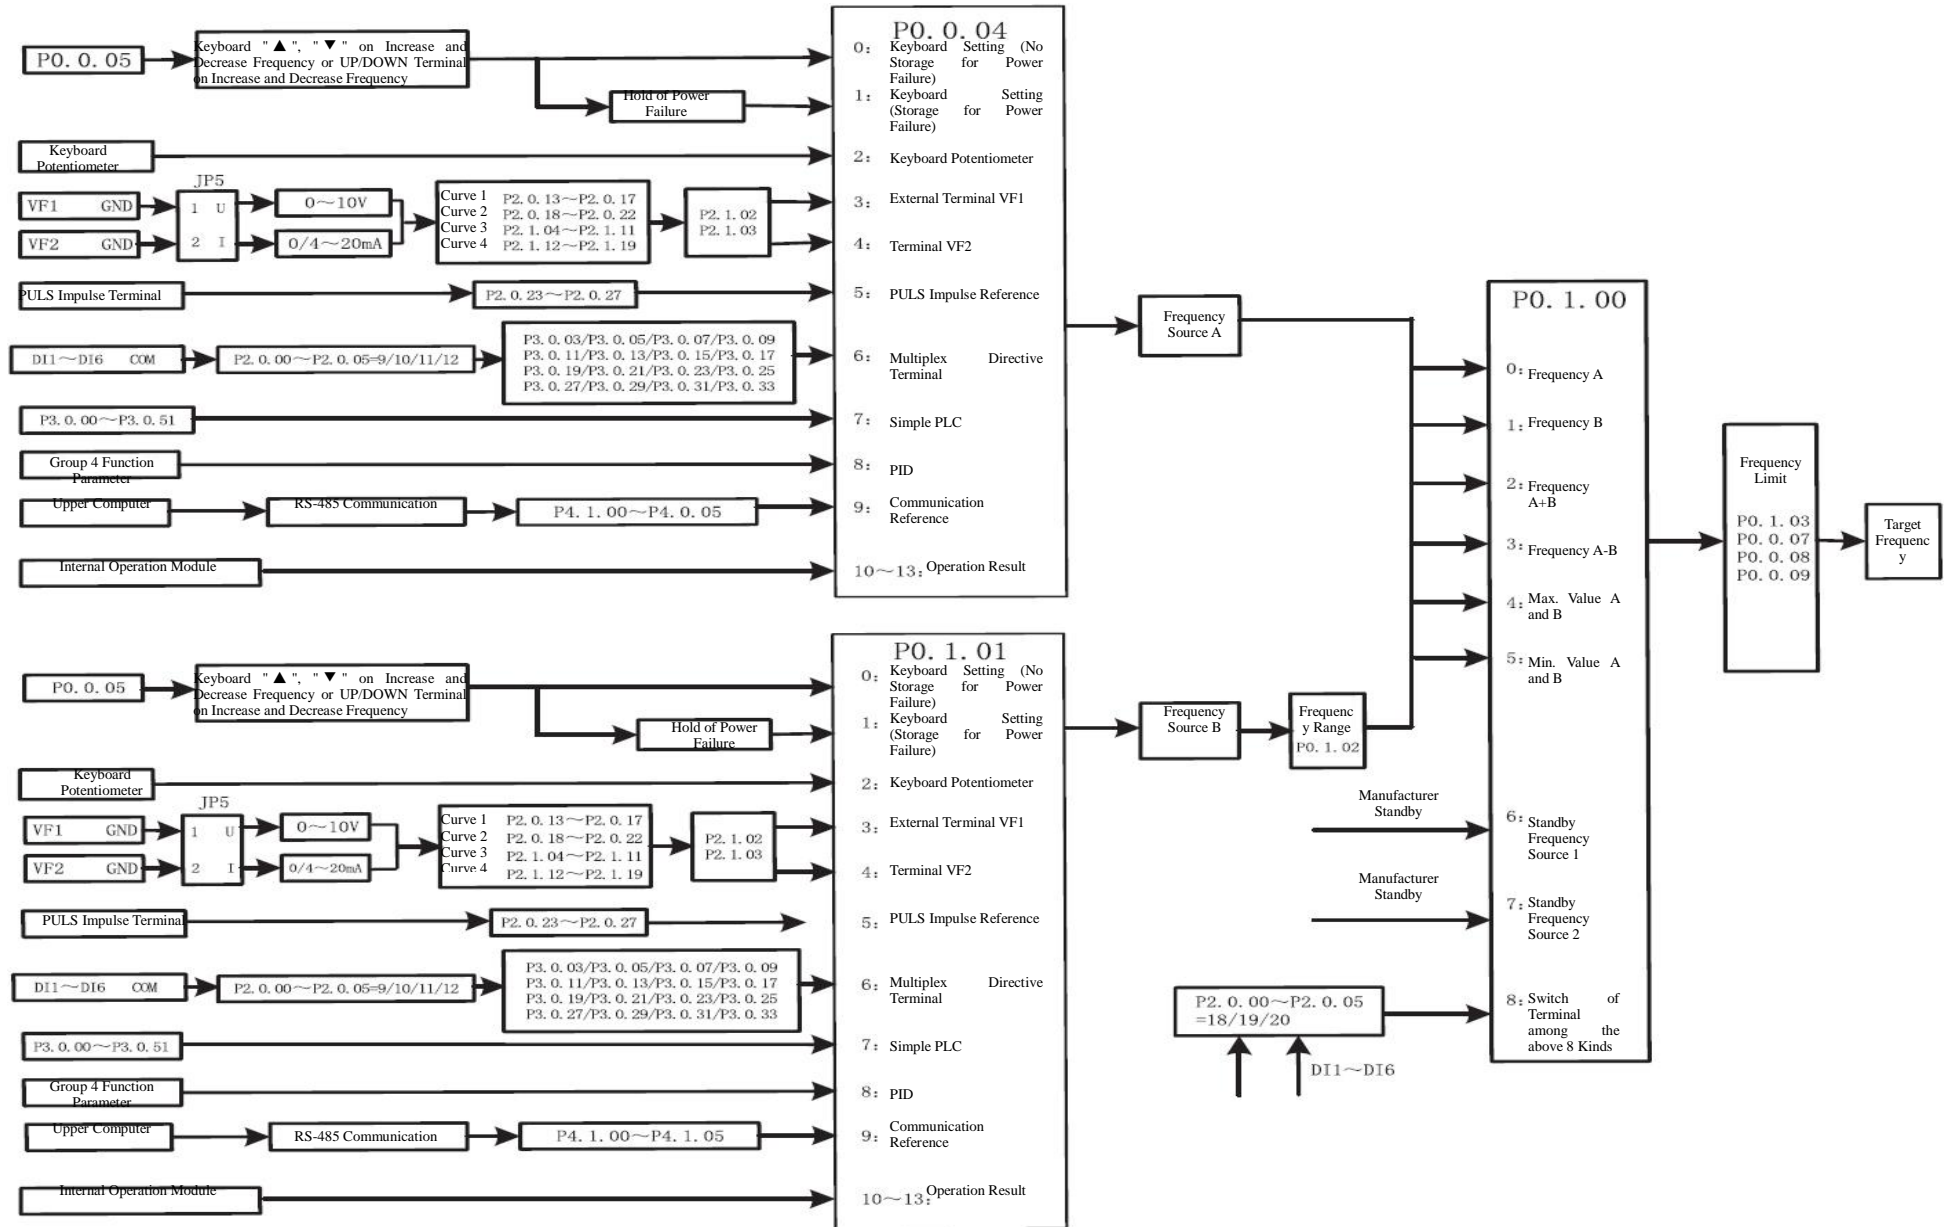 P0. 0. 04
P0. 0. 05
Keyboard " ▲ ", " ▼ " on Increase and
Decrease Frequency or UP/DOWN Terminal
on Increase and Decrease Frequency
Hold of Power
Failure
0: Keyboard Setting (No
Storage for Power
Failure)
1: Keyboard Setting
(Storage for Power
Failure)
Keyboard
Potentiometer
2: Keyboard Potentiometer
JP5
VF1 GND
VF2 GND
1 U
2 I
0～10V
0/4～20mA
Curve 1 P2. 0. 13～P2. 0. 17
Curve 2 P2. 0. 18～P2. 0. 22
Curve 3 P2. 1. 04～P2. 1. 11
Curve 4 P2. 1. 12～P2. 1. 19
P2. 1. 02
P2. 1. 03
3: External Terminal VF1
4: Terminal VF2
PULS Impulse Terminal
P2. 0. 23～P2. 0. 27
5: PULS Impulse Reference
DI1～DI6 COM
P2. 0. 00～P2. 0. 05=9/10/11/12
P3. 0. 03/P3. 0. 05/P3. 0. 07/P3. 0. 09
P3. 0. 11/P3. 0. 13/P3. 0. 15/P3. 0. 17
P3. 0. 19/P3. 0. 21/P3. 0. 23/P3. 0. 25
P3. 0. 27/P3. 0. 29/P3. 0. 31/P3. 0. 33
6: Multiplex Directive
Terminal
P3. 0. 00～P3. 0. 51
7: Simple PLC
Group 4 Function
Parameter
8: PID
Upper Computer
RS-485 Communication
P4. 1. 00～P4. 0. 05
9: Communication
Reference
Internal Operation Module
10～13: Operation Result
Frequency
Source A
P0. 1. 01
P0. 0. 05
Keyboard " ▲ ", " ▼ " on Increase and
Decrease Frequency or UP/DOWN Terminal
on Increase and Decrease Frequency
Hold of Power
Failure
0: Keyboard Setting (No
Storage for Power
Failure)
1: Keyboard Setting
(Storage for Power
Failure)
Keyboard
Potentiometer
2: Keyboard Potentiometer
JP5
VF1 GND
VF2 GND
1 U
2 I
0～10V
0/4～20mA
Curve 1 P2. 0. 13～P2. 0. 17
Curve 2 P2. 0. 18～P2. 0. 22
Curve 3 P2. 1. 04～P2. 1. 11
Curve 4 P2. 1. 12～P2. 1. 19
P2. 1. 02
P2. 1. 03
3: External Terminal VF1
4: Terminal VF2
PULS Impulse Terminal
P2. 0. 23～P2. 0. 27
5: PULS Impulse Reference
DI1～DI6 COM
P2. 0. 00～P2. 0. 05=9/10/11/12
P3. 0. 03/P3. 0. 05/P3. 0. 07/P3. 0. 09
P3. 0. 11/P3. 0. 13/P3. 0. 15/P3. 0. 17
P3. 0. 19/P3. 0. 21/P3. 0. 23/P3. 0. 25
P3. 0. 27/P3. 0. 29/P3. 0. 31/P3. 0. 33
6: Multiplex Directive
Terminal
P3. 0. 00～P3. 0. 51
7: Simple PLC
Group 4 Function
Parameter
8: PID
Upper Computer
RS-485 Communication
P4. 1. 00～P4. 1. 05
9: Communication
Reference
Internal Operation Module
10～13: Operation Result
Frequency
Source B
Frequenc
y Range
P0. 1. 02
P0. 1. 00
0: Frequency A
1: Frequency B
2: Frequency
A+B
3: Frequency A-B
4: Max. Value A
and B
5: Min. Value A
and B
Manufacturer
Standby
6: Standby
Frequency
Source 1
Manufacturer
Standby
7: Standby
Frequency
Source 2
P2. 0. 00～P2. 0. 05
=18/19/20
DI1～DI6
8: Switch of
Terminal
among the
above 8 Kinds
Frequency
Limit
P0. 1. 03
P0. 0. 07
P0. 0. 08
P0. 0. 09
Target
Frequenc
y